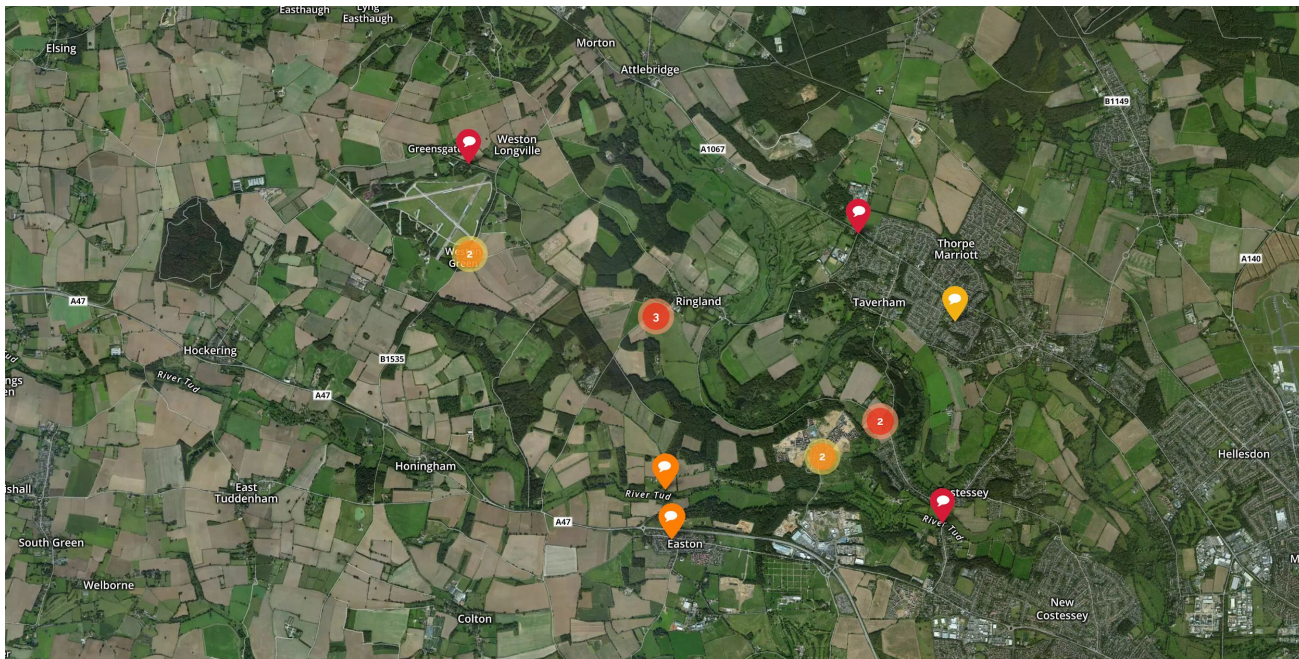 Easthaugh
Lyng
Easthaugh
Elsing
Morton
Attlebridge
B1149
Greensgate
Weston
Longville
A1067
Thorpe
Marriott
A140
2
Green
Ringland
3
Taverham
A47
Hockering
River Tud
B1535
A47
2
2
Honingham
East
Tuddenham
River Tud
Hellesdon
A47
Easton
River Tud
South Green
Welborne
Colton
New
Costessey